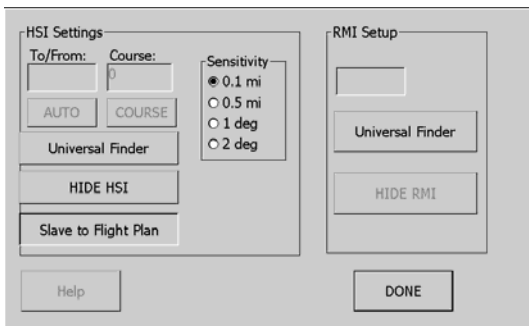 HSI Settings
To/From: Course:
0
AUTO COURSE
Universal Finder
HIDE HSI
Slave to Flight Plan
Sensitivity
0.1 mi
0.5 mi
1 deg
2 deg
RMI Setup
Universal Finder
HIDE RMI
Help
DONE